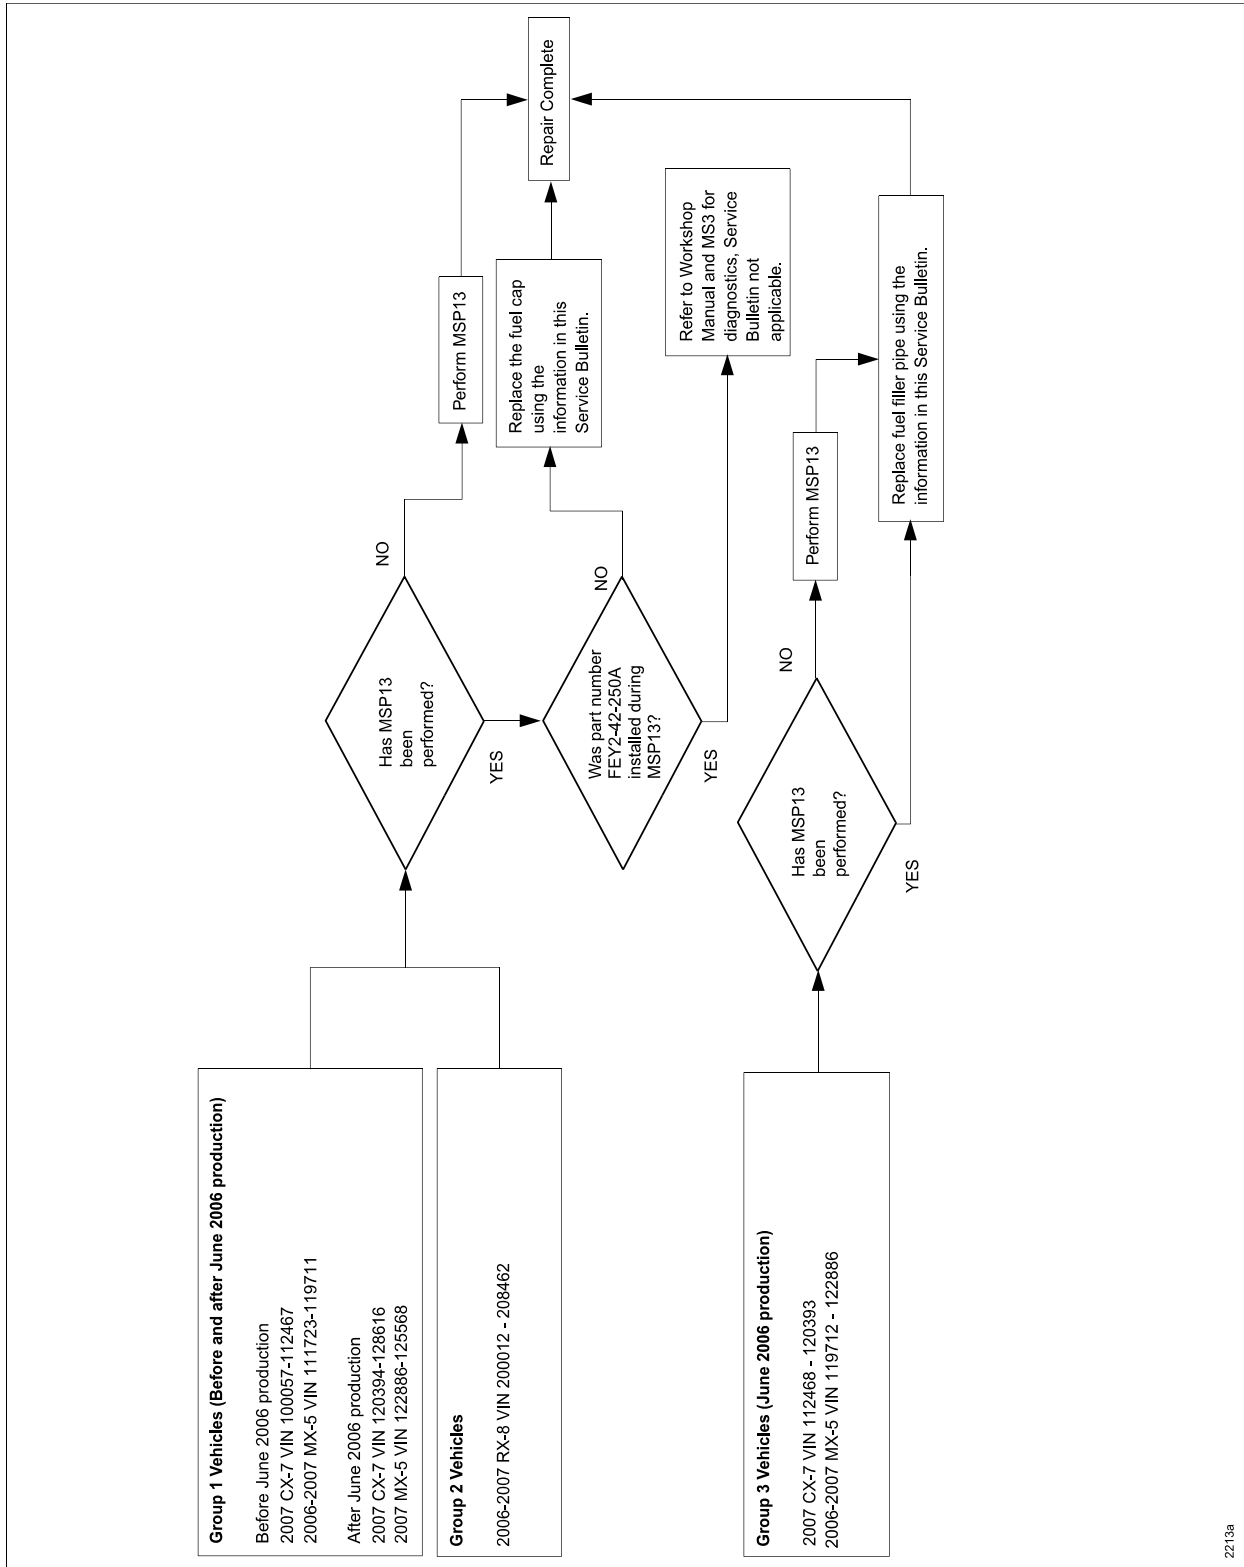 Group 1 Vehicles (Before and after June 2006 production)
Before June 2006 production
2007 CX-7 VIN 100057-112467
2006-2007 MX-5 VIN 111723-119711
After June 2006 production
2007 CX-7 VIN 120394-128616
2007 MX-5 VIN 122886-125568
Group 2 Vehicles
2006-2007 RX-8 VIN 200012 - 208462
Has MSP13
been
performed?
NO
YES
Perform MSP13
Was part number
FEY2-42-250A
installed during
MSP13?
NO
YES
Replace the fuel cap
using the
information in this
Service Bulletin.
Repair Complete
Refer to Workshop
Manual and MS3 for
diagnostics, Service
Bulletin not
applicable.
Group 3 Vehicles (June 2006 production)
2007 CX-7 VIN 112468 - 120393
2006-2007 MX-5 VIN 119712 - 122886
Has MSP13
been
performed?
NO
YES
Perform MSP13
Replace fuel filler pipe using the
information in this Service Bulletin.
2213a